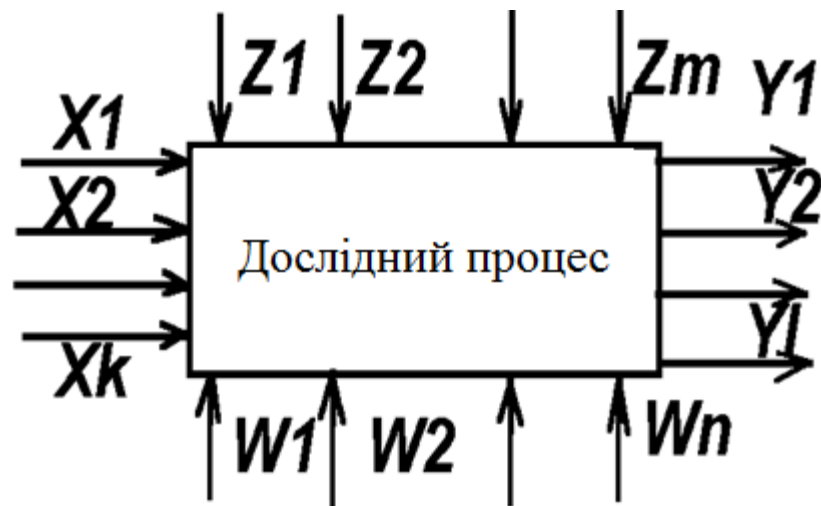 Z1 Z2 Zm Y1
X1
X2 Y2
Дослідний процес
Yl
Xk
W1 W2 Wn